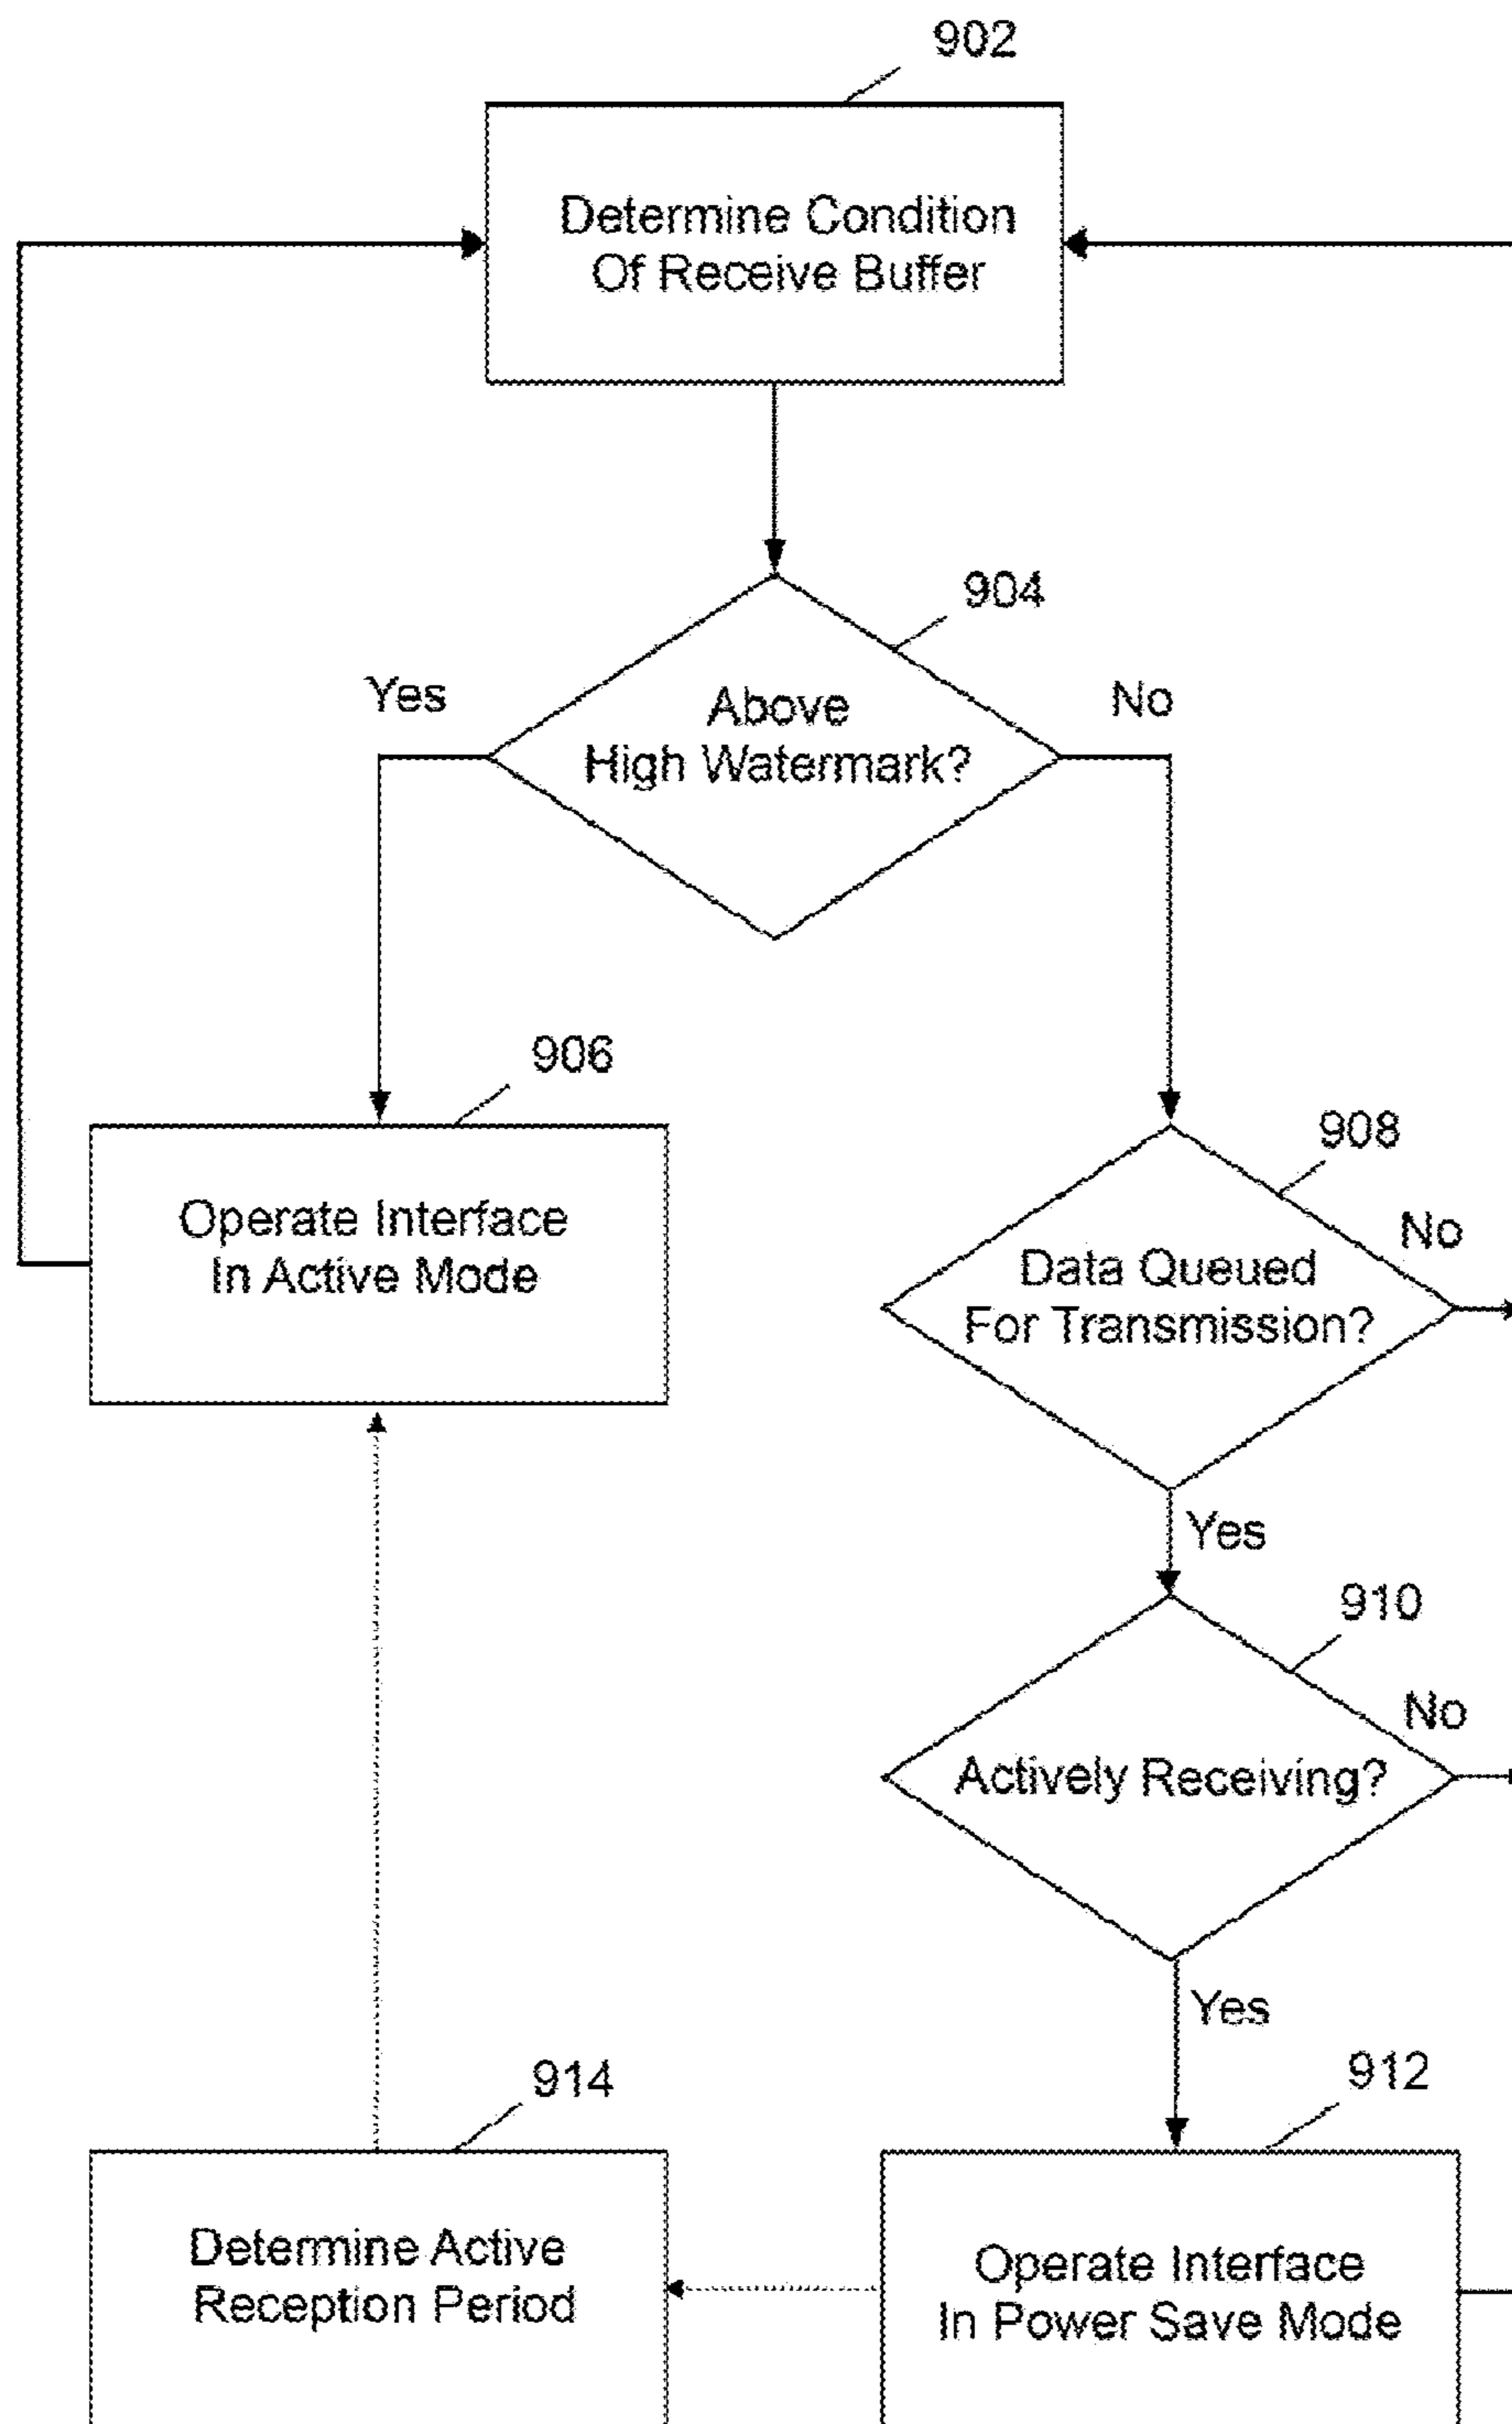 902
Determine Condition
Of Receive Buffer
904
Yes
Above
High Watermark?
No
906
Operate Interface
In Active Mode
908
No
Data Queued
For Transmission?
Yes
910
No
Actively Receiving?
Yes
914
Determine Active
Reception Period
912
Operate Interface
In Power Save Mode